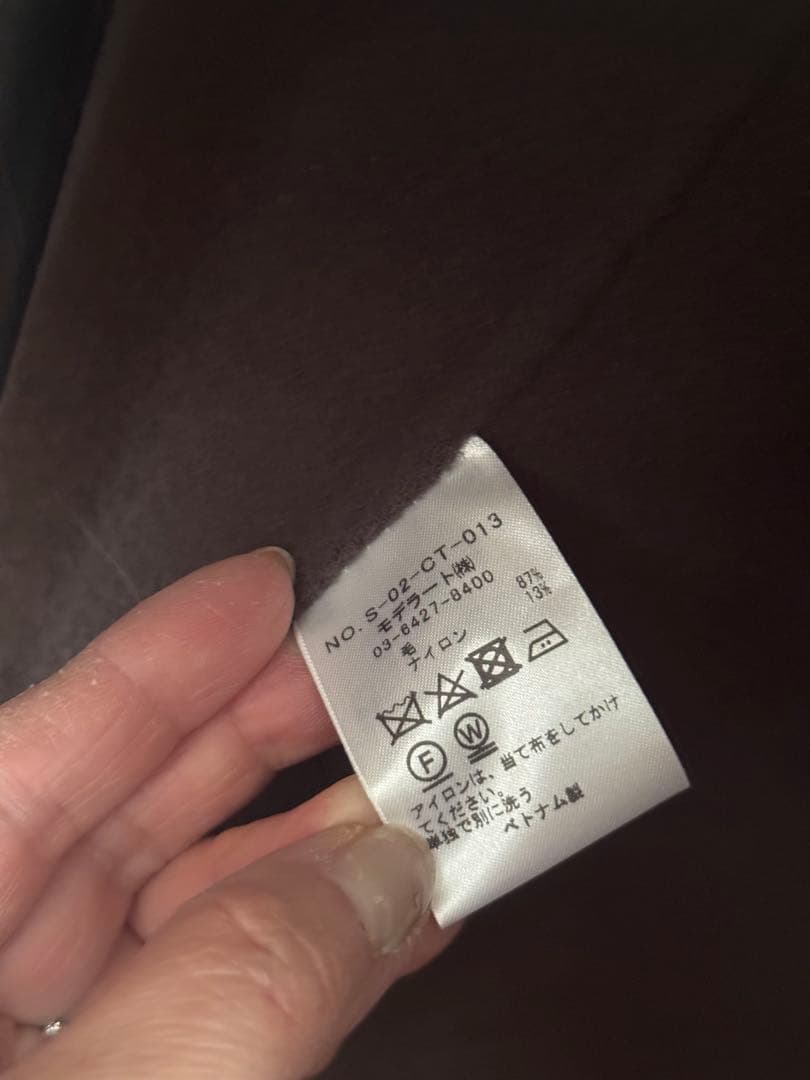 NO. S-02-CT-013
モデラート㈱
03-6427-8400
毛 87%
ナイロン 13%
F W
アイロンは、当て布をしてかけ
てください。
単独で別に洗う
ベトナム製